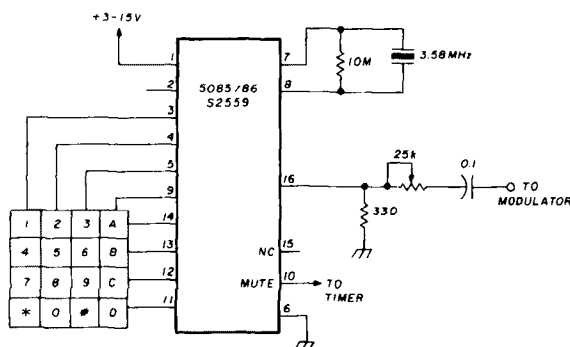 +3-15V
1
5085/86
S2559
7
10M
3.58MHz
2
8
3
4
5
16
25k
0.1
TO
MODULATOR
9
330
1 2 3 A
14
4 5 6 B
13
NC
15
7 8 9 C
12
MUTE
10
TO
TIMER
* 0 # D
11
6